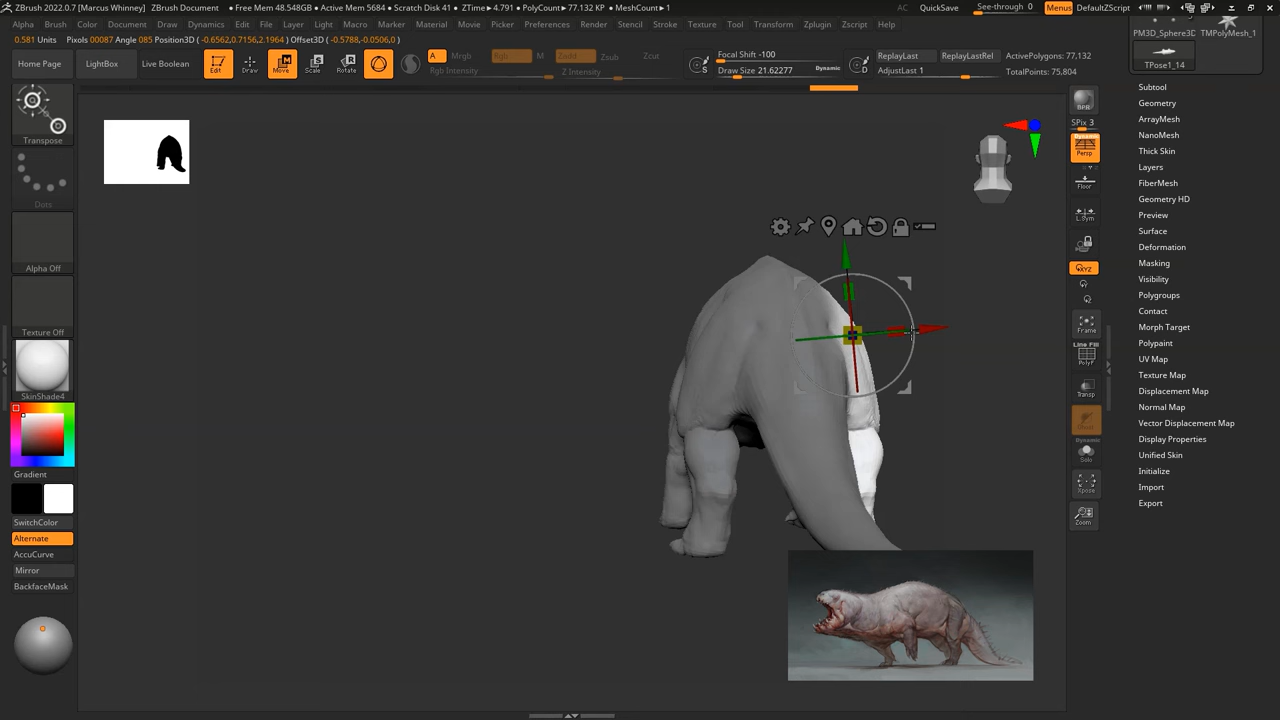 ZBrush 2022.0.7 [Marcus Whinney] ZBrush Document • Free Mem 48.548GB • Active Mem 5684 • Scratch Disk 41 • ZTime▸4.791 • PolyCount▸77.132 KP • MeshCount▸1
AC QuickSave See-through 0 Menus DefaultZScript
Alpha Brush Color Document Draw Dynamics Edit File Layer Light Macro Marker Material Movie Picker Preferences Render Stencil Stroke Texture Tool Transform Zplugin Zscript Help
0.581 Units Pixols 00087 Angle 085 Position3D (-0.6562,0.7156,2.1964 ) Offset3D (-0.5788,-0.0506,0 )
Home Page LightBox Live Boolean Edit Draw Move Scale Rotate
A Mrgb Rgb M Zadd Zsub Zcut
Rgb Intensity Z Intensity
S Focal Shift -100
Draw Size 21.62277 Dynamic
D ReplayLast ReplayLastRel ActivePolygons: 77,132
AdjustLast 1 TotalPoints: 75,804
PM3D_Sphere3D TMPolyMesh_1
TPose1_14
Transpose
Dots
Alpha Off
Texture Off
SkinShade4
Gradient
SwitchColor
Alternate
AccuCurve
Mirror
BackfaceMask
BPR
SPix 3
Dynamic
Persp
Floor
L.Sym
XYZ
Frame
Line Fill
PolyF
Transp
Ghost
Dynamic
Solo
Xpose
Zoom
Subtool
Geometry
ArrayMesh
NanoMesh
Thick Skin
Layers
FiberMesh
Geometry HD
Preview
Surface
Deformation
Masking
Visibility
Polygroups
Contact
Morph Target
Polypaint
UV Map
Texture Map
Displacement Map
Normal Map
Vector Displacement Map
Display Properties
Unified Skin
Initialize
Import
Export